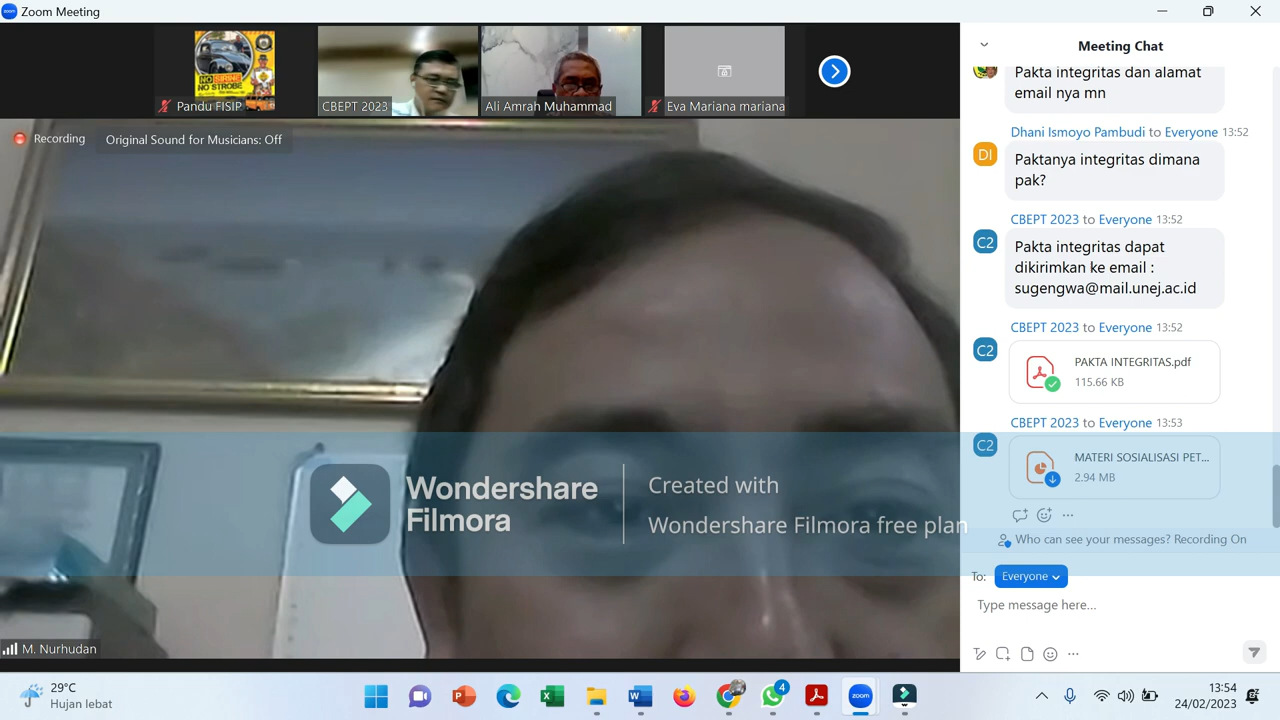 Zoom Meeting
NO SIRINE
NO STROBE
Pandu FISIP
CBEPT 2023
Ali Amrah Muhammad
Eva Mariana mariana
Recording
Original Sound for Musicians: Off
M. Nurhudan
Meeting Chat
Pakta integritas dan alamat
email nya mn
Dhani Ismoyo Pambudi to Everyone 13:52
DI
Paktanya integritas dimana
pak?
CBEPT 2023 to Everyone 13:52
C2
Pakta integritas dapat
dikirimkan ke email :
sugengwa@mail.unej.ac.id
CBEPT 2023 to Everyone 13:52
C2
PAKTA INTEGRITAS.pdf
115.66 KB
CBEPT 2023 to Everyone 13:53
C2
MATERI SOSIALISASI PET...
2.94 MB
Who can see your messages? Recording On
To: Everyone
Type message here...
Wondershare
Filmora
Created with
Wondershare Filmora free plan
29°C
Hujan lebat
4
zoom
13:54
24/02/2023